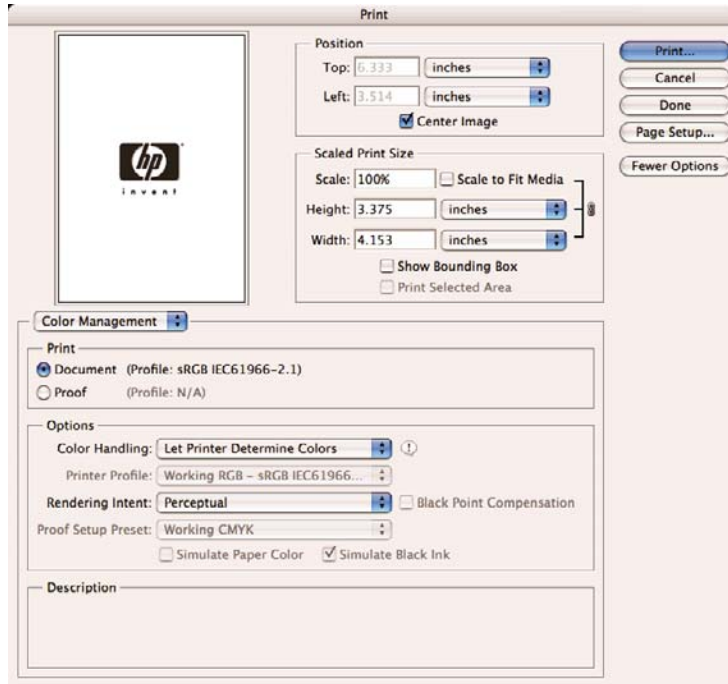 Print
hp
invent
Position
Top: 6.333 inches
Left: 3.514 inches
Center Image
Scaled Print Size
Scale: 100% Scale to Fit Media
Height: 3.375 inches
Width: 4.153 inches
Show Bounding Box
Print Selected Area
Print...
Cancel
Done
Page Setup...
Fewer Options
Color Management
Print
Document (Profile: sRGB IEC61966-2.1)
Proof (Profile: N/A)
Options
Color Handling: Let Printer Determine Colors
Printer Profile: Working RGB - sRGB IEC61966...
Rendering Intent: Perceptual Black Point Compensation
Proof Setup Preset: Working CMYK
Simulate Paper Color Simulate Black Ink
Description